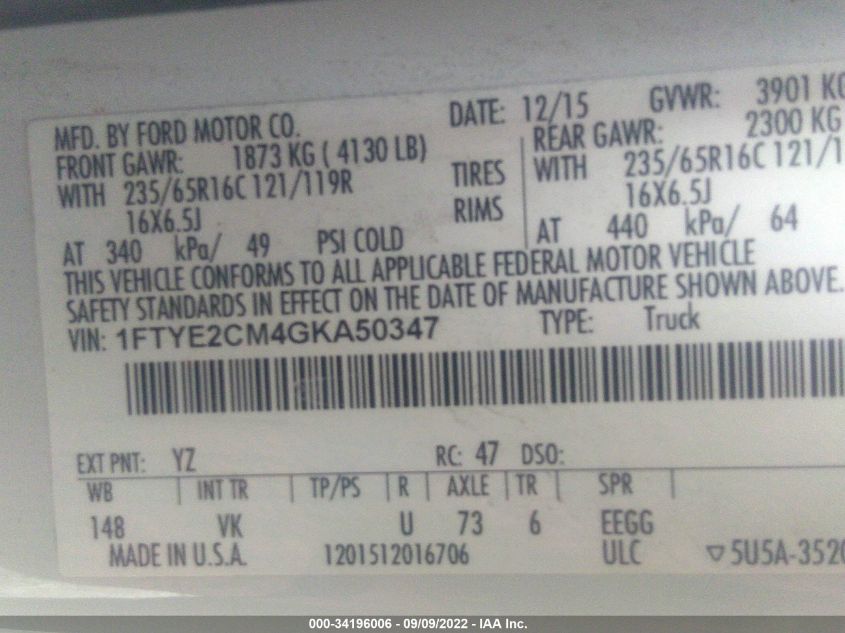 MFD. BY FORD MOTOR CO. DATE: 12/15 GVWR: 3901 KG
FRONT GAWR: 1873 KG ( 4130 LB) REAR GAWR: 2300 KG
WITH 235/65R16C 121/119R TIRES WITH 235/65R16C 121/1
16X6.5J RIMS 16X6.5J
AT 340 kPa/ 49 PSI COLD AT 440 kPa/ 64
THIS VEHICLE CONFORMS TO ALL APPLICABLE FEDERAL MOTOR VEHICLE
SAFETY STANDARDS IN EFFECT ON THE DATE OF MANUFACTURE SHOWN ABOVE.
VIN: 1FTYE2CM4GKA50347 TYPE: Truck
EXT PNT: YZ RC: 47 DSO:
WB INT TR TP/PS R AXLE TR SPR
148 VK U 73 6 EEGG
MADE IN U.S.A. 1201512016706 ULC ▽5U5A-3520
000-34196006 - 09/09/2022 - IAA Inc.